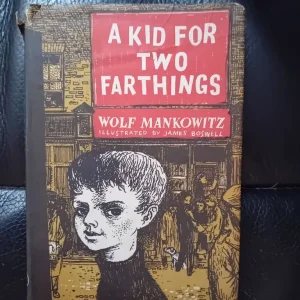 A KID FOR
TWO
FARTHINGS
WOLF MANKOWITZ
ILLUSTRATED BY JAMES BOSWELL